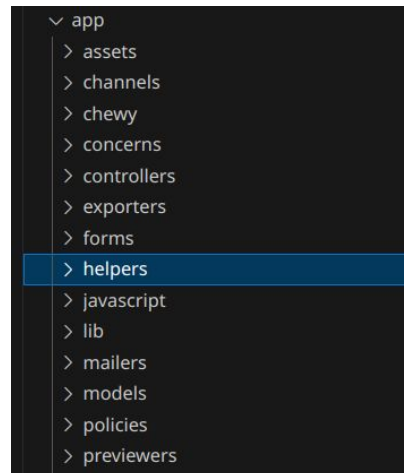 app
assets
channels
chewy
concerns
controllers
exporters
forms
helpers
javascript
lib
mailers
models
policies
previewers